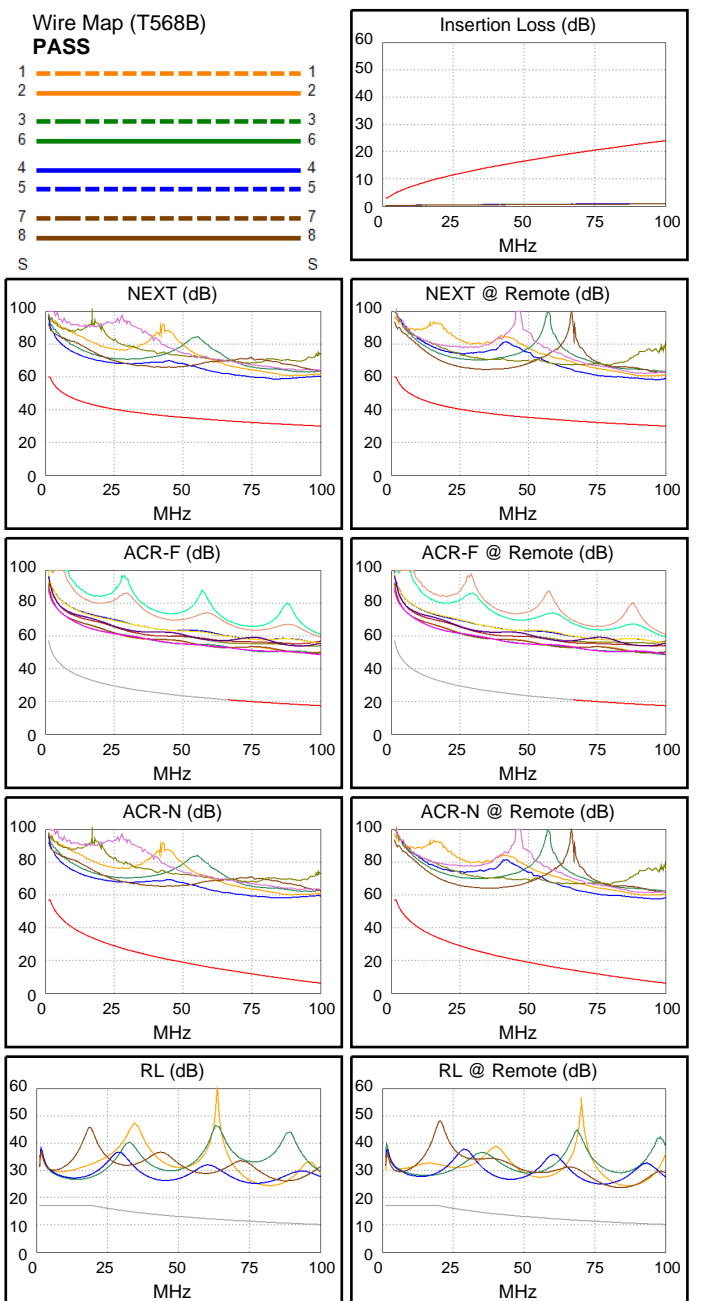 Wire Map (T568B)
PASS
1 1
2 2
3 3
6 6
4 4
5 5
7 7
8 8
S S
Insertion Loss (dB)
60
50
40
30
20
10
0
0 25 50 75 100
MHz
NEXT (dB)
100
80
60
40
20
0
0 25 50 75 100
MHz
NEXT @ Remote (dB)
100
80
60
40
20
0
0 25 50 75 100
MHz
ACR-F (dB)
100
80
60
40
20
0
0 25 50 75 100
MHz
ACR-F @ Remote (dB)
100
80
60
40
20
0
0 25 50 75 100
MHz
ACR-N (dB)
100
80
60
40
20
0
0 25 50 75 100
MHz
ACR-N @ Remote (dB)
100
80
60
40
20
0
0 25 50 75 100
MHz
RL (dB)
60
50
40
30
20
10
0
0 25 50 75 100
MHz
RL @ Remote (dB)
60
50
40
30
20
10
0
0 25 50 75 100
MHz